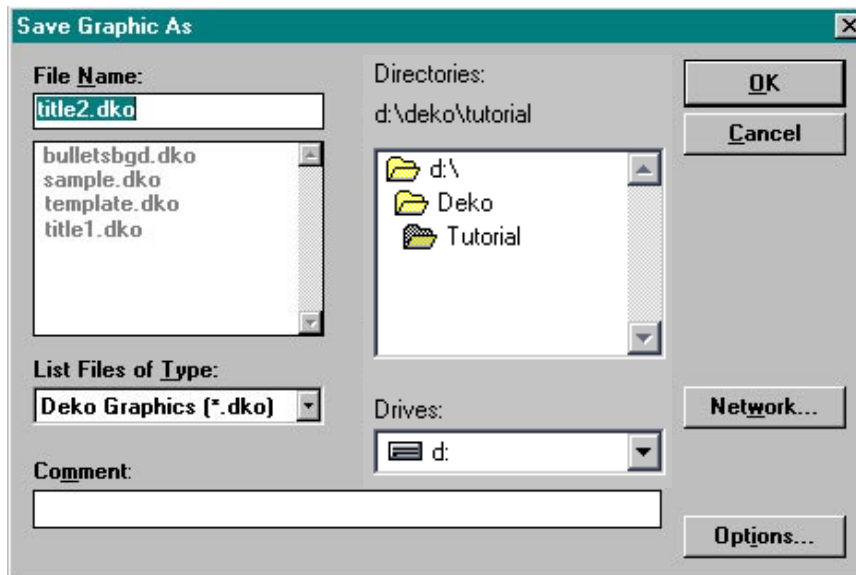 Save Graphic As
File Name:
title2.dko
bulletsbgd.dko
sample.dko
template.dko
title1.dko
List Files of Type:
Deko Graphics (*.dko)
Comment:
Directories:
d:\deko\tutorial
d:\
Deko
Tutorial
Drives:
d:
OK
Cancel
Network...
Options...